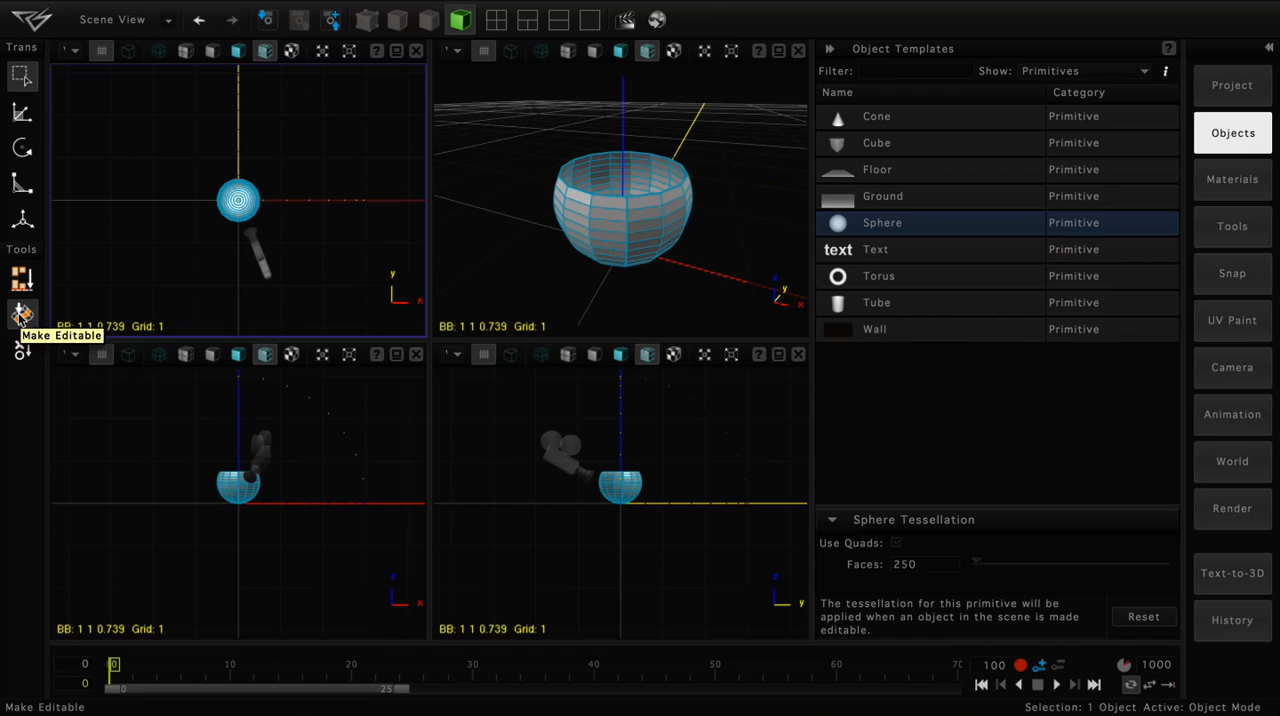 Scene View
Trans
Tools
Make Editable
y
x
BB: 1 1 0.739 Grid: 1
z
y
x
BB: 1 1 0.739 Grid: 1
z
x
BB: 1 1 0.739 Grid: 1
z
y
BB: 1 1 0.739 Grid: 1
Object Templates
?
Filter:
Show: Primitives
i
Name Category
Cone Primitive
Cube Primitive
Floor Primitive
Ground Primitive
Sphere Primitive
text Text Primitive
Torus Primitive
Tube Primitive
Wall Primitive
Sphere Tessellation
Use Quads:
Faces: 250
The tessellation for this primitive will be
applied when an object in the scene is made
editable.
Reset
Project
Objects
Materials
Tools
Snap
UV Paint
Camera
Animation
World
Render
Text-to-3D
History
0 0 10 20 30 40 50 60 70 100 1000
0 0 25
Make Editable
Selection: 1 Object Active: Object Mode